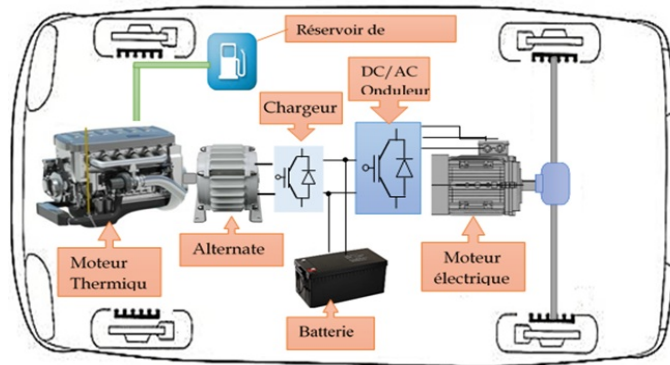 Réservoir de
DC/AC
Onduleur
Chargeur
Moteur
Thermiqu
Alternate
Moteur
électrique
Batterie